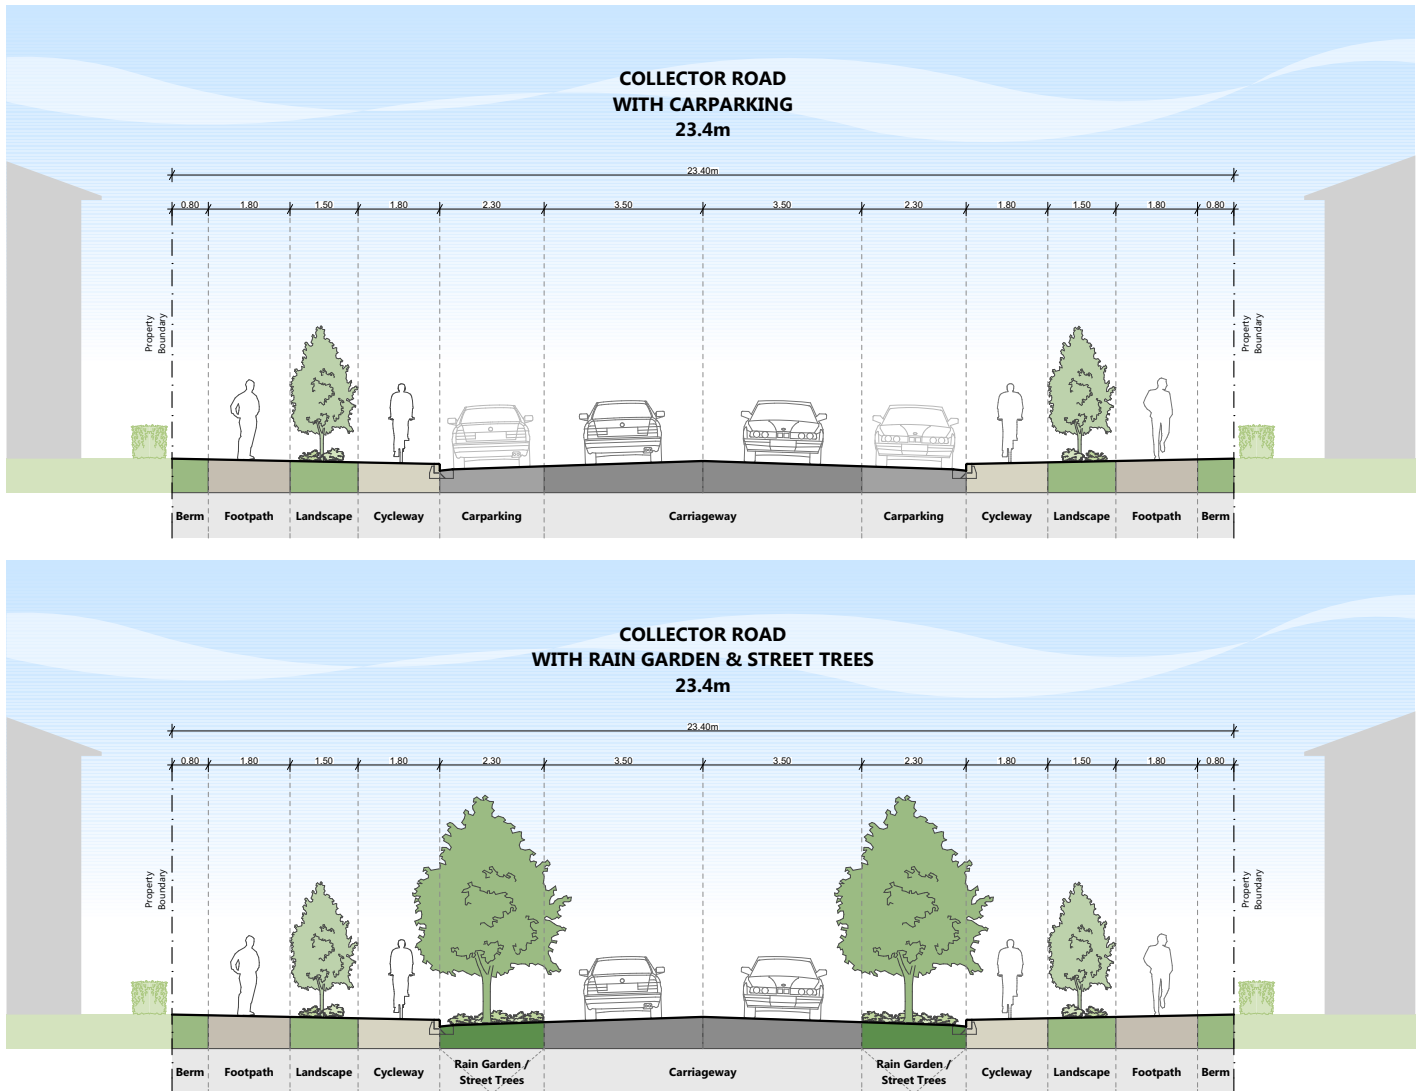 COLLECTOR ROAD
WITH CARPARKING
23.4m
23.40m
0.80 1.80 1.50 1.80 2.30 3.50 3.50 2.30 1.80 1.50 1.80 0.80
Property
Boundary
Property
Boundary
Berm Footpath Landscape Cycleway Carparking Carriageway Carparking Cycleway Landscape Footpath Berm
COLLECTOR ROAD
WITH RAIN GARDEN & STREET TREES
23.4m
23.40m
0.80 1.80 1.50 1.80 2.30 3.50 3.50 2.30 1.80 1.50 1.80 0.80
Property
Boundary
Property
Boundary
Berm Footpath Landscape Cycleway Rain Garden /
Street Trees Carriageway Rain Garden /
Street Trees Cycleway Landscape Footpath Berm